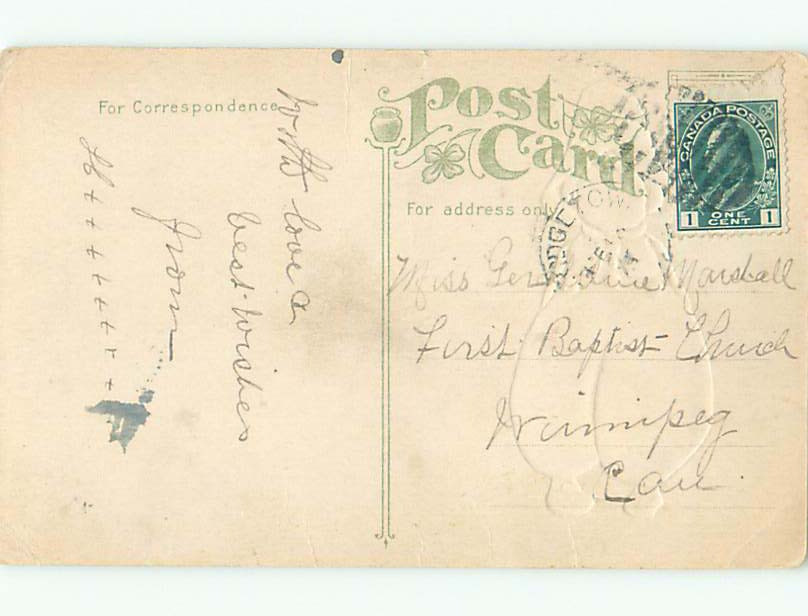 For Correspondence
With love &
best wishes
from
H + + + + + + + +
Post
Card
For address only
CANADA POSTAGE
1 ONE CENT 1
Miss Marshall
First Baptist Church
Winnipeg
Can.